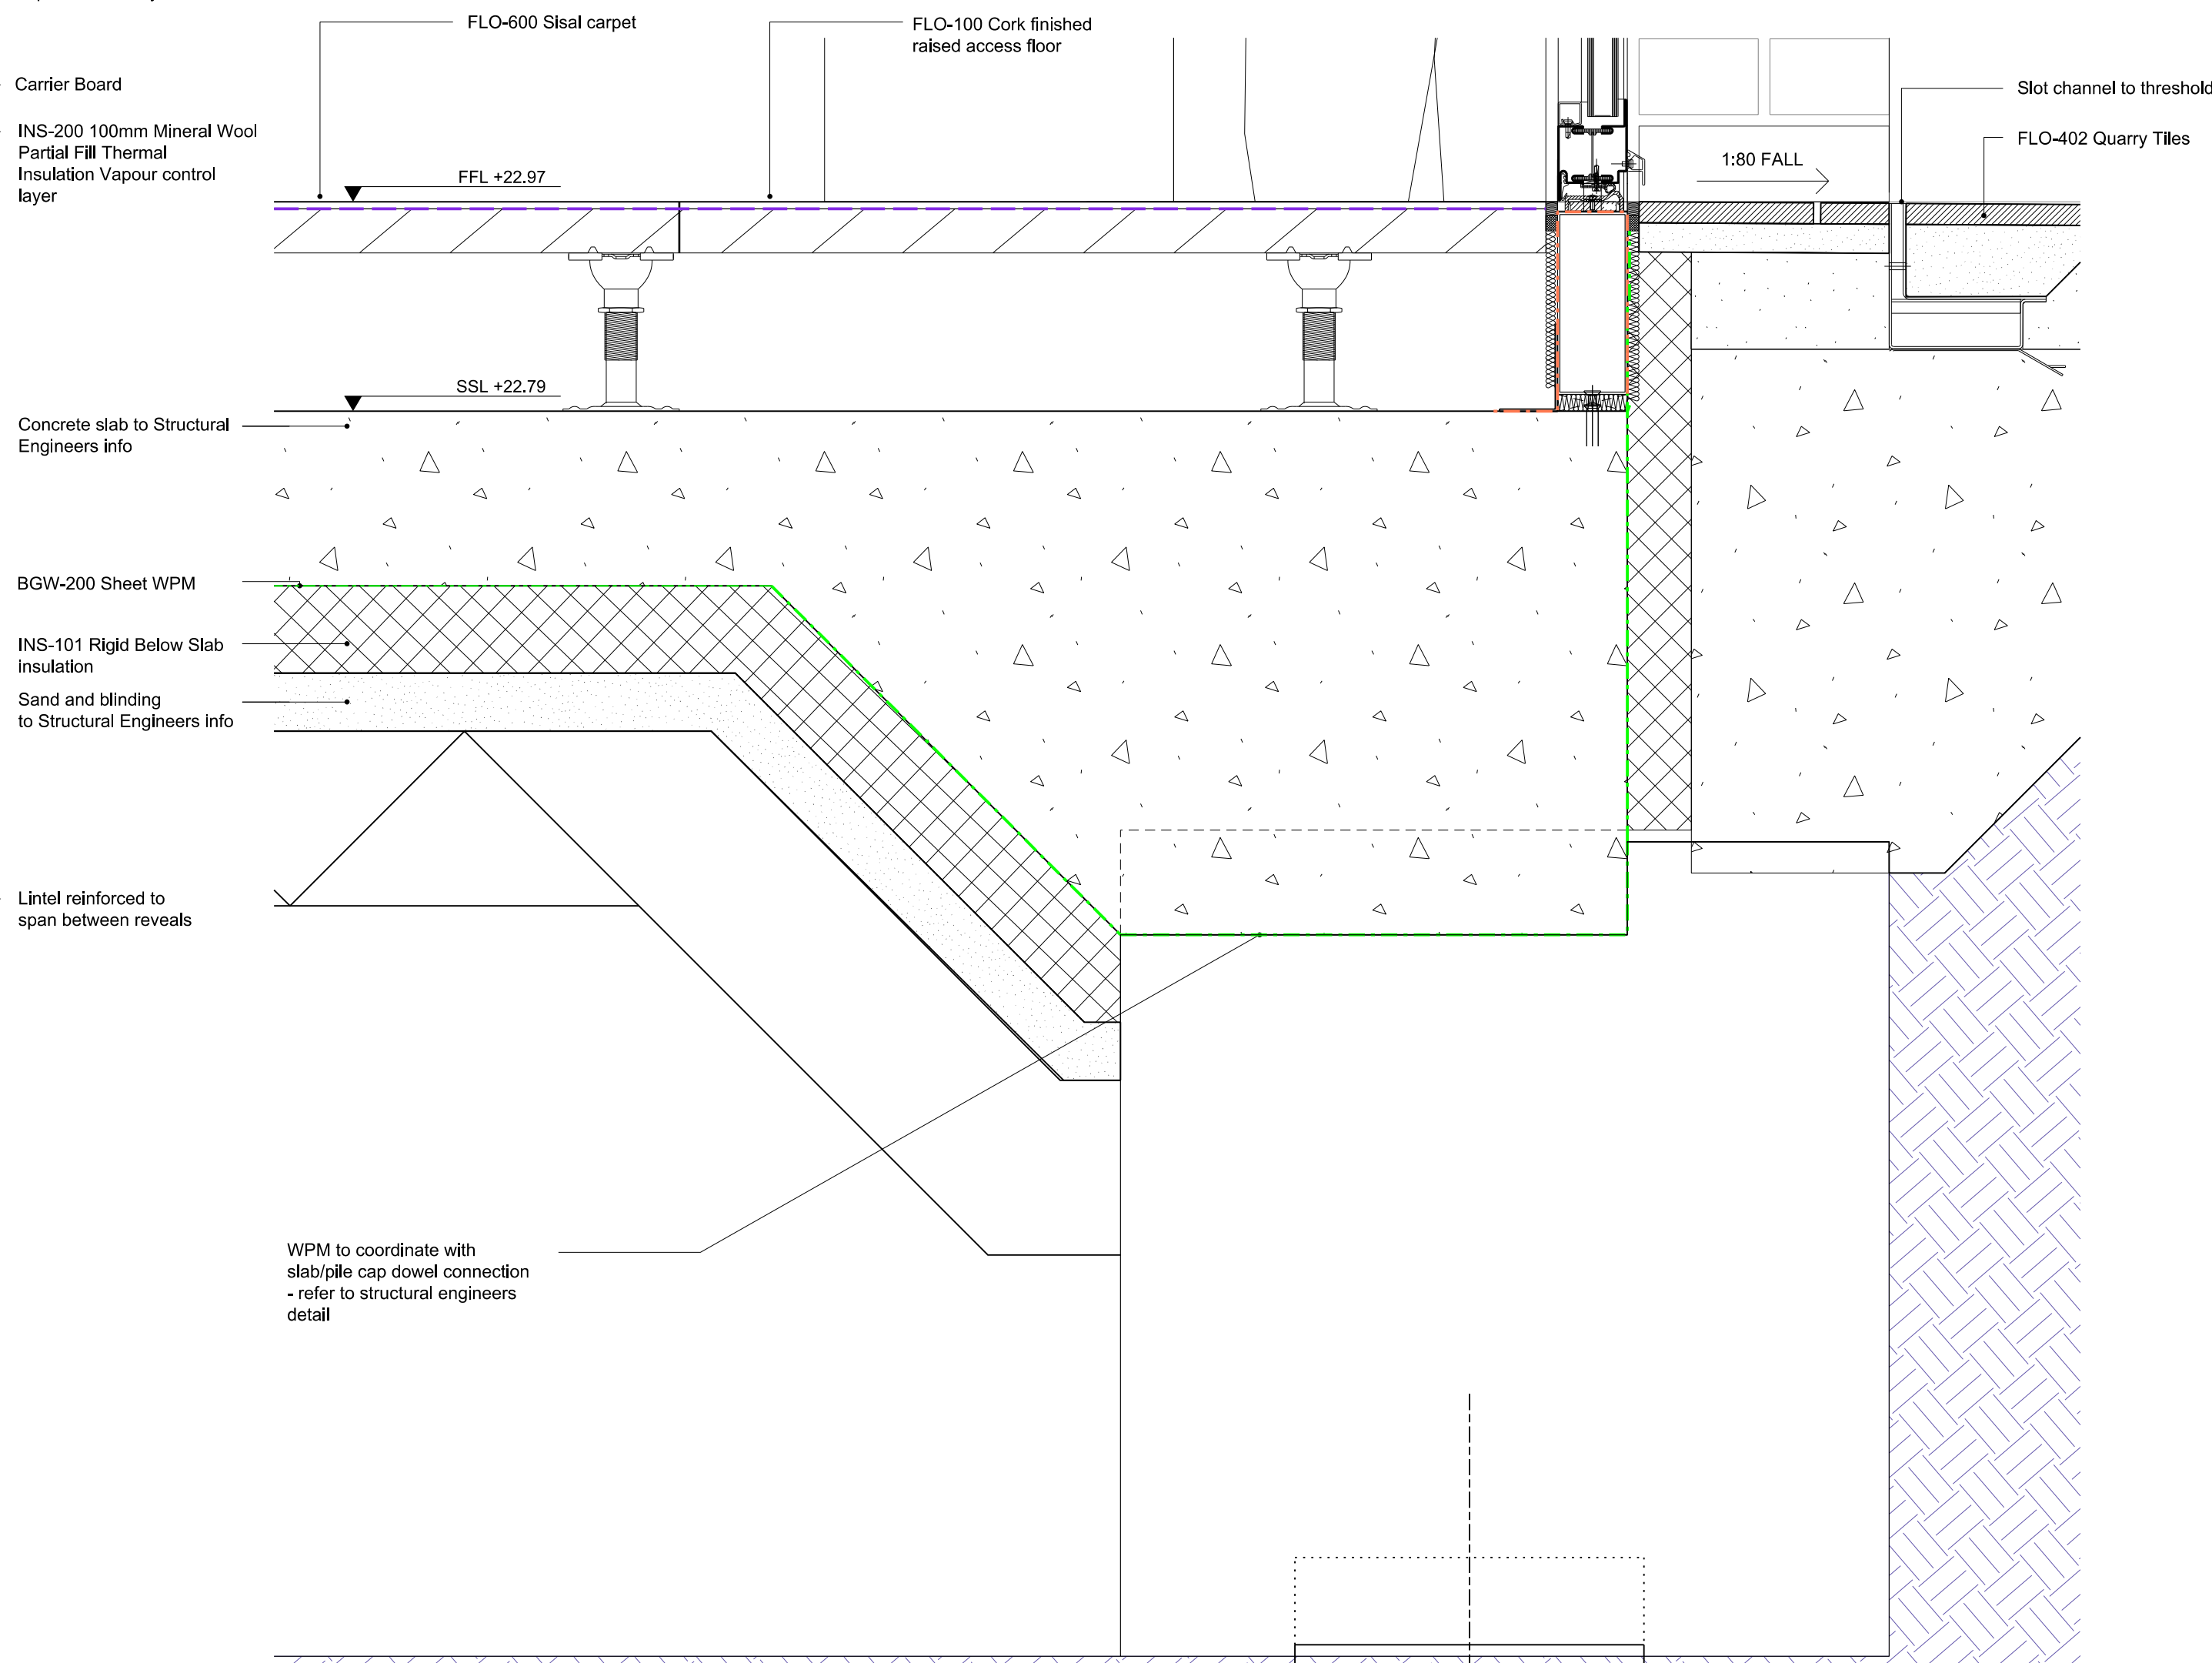 FLO-600 Sisal carpet
FLO-100 Cork finished
raised access floor
Carrier Board
Slot channel to threshold
INS-200 100mm Mineral Wool
Partial Fill Thermal
Insulation Vapour control
layer
FLO-402 Quarry Tiles
1:80 FALL
FFL +22.97
SSL +22.79
Concrete slab to Structural
Engineers info
BGW-200 Sheet WPM
INS-101 Rigid Below Slab
insulation
Sand and blinding
to Structural Engineers info
Lintel reinforced to
span between reveals
WPM to coordinate with
slab/pile cap dowel connection
- refer to structural engineers
detail